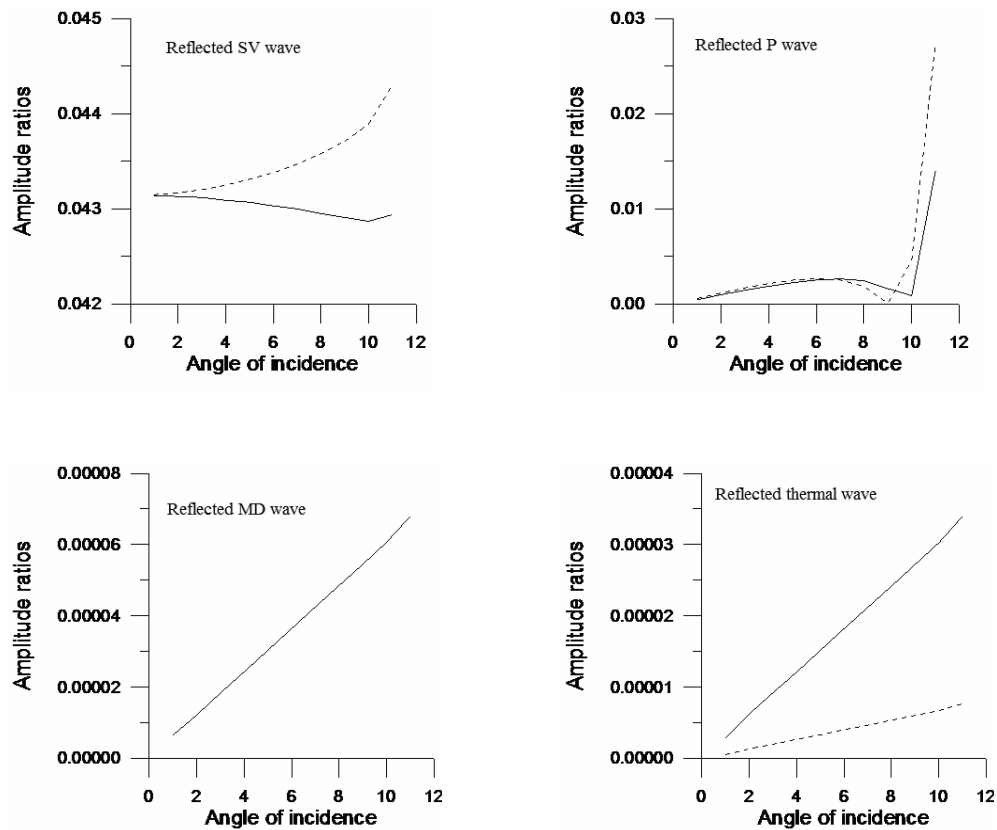 0.045
0.044
0.043
0.042
Amplitude ratios
Reflected SV wave
0 2 4 6 8 10 12
Angle of incidence
0.03
0.02
0.01
0.00
Amplitude ratios
Reflected P wave
0 2 4 6 8 10 12
Angle of incidence
0.00008
0.00006
0.00004
0.00002
0.00000
Amplitude ratios
Reflected MD wave
0 2 4 6 8 10 12
Angle of incidence
0.00004
0.00003
0.00002
0.00001
0.00000
Amplitude ratios
Reflected thermal wave
0 2 4 6 8 10 12
Angle of incidence